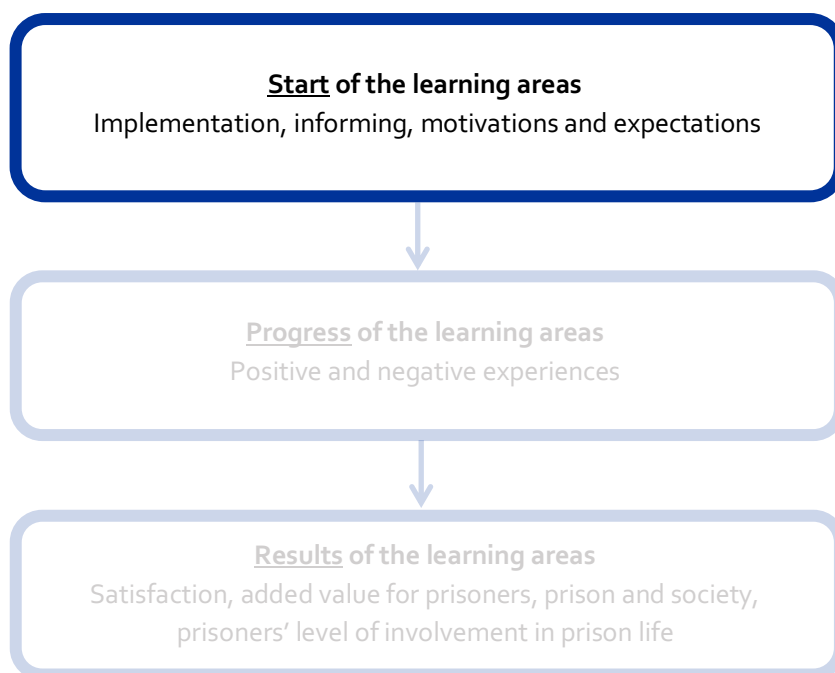 Start of the learning areas
Implementation, informing, motivations and expectations
Progress of the learning areas
Positive and negative experiences
Results of the learning areas
Satisfaction, added value for prisoners, prison and society,
prisoners’ level of involvement in prison life